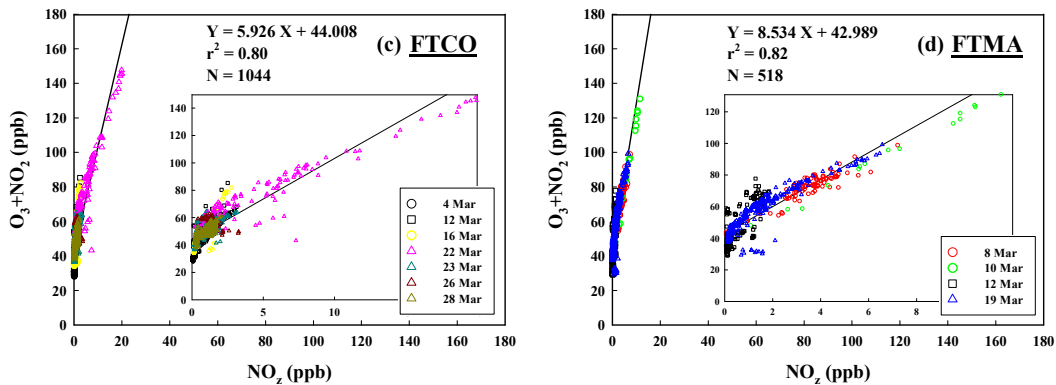 Y = 5.926 X + 44.008
r² = 0.80
N = 1044
(c) FTCO
O₃+NO₂ (ppb)
180
160
140
120
100
80
60
40
20
0
0 20 40 60 80 100 120 140 160 180
NOz (ppb)
140
120
100
80
60
40
20
0
0 5 10
4 Mar
12 Mar
16 Mar
22 Mar
23 Mar
26 Mar
28 Mar
Y = 8.534 X + 42.989
r² = 0.82
N = 518
(d) FTMA
O₃+NO₂ (ppb)
180
160
140
120
100
80
60
40
20
0
0 20 40 60 80 100 120 140 160 180
NOz (ppb)
120
100
80
60
40
20
0
0 2 4 6 8
8 Mar
10 Mar
12 Mar
19 Mar